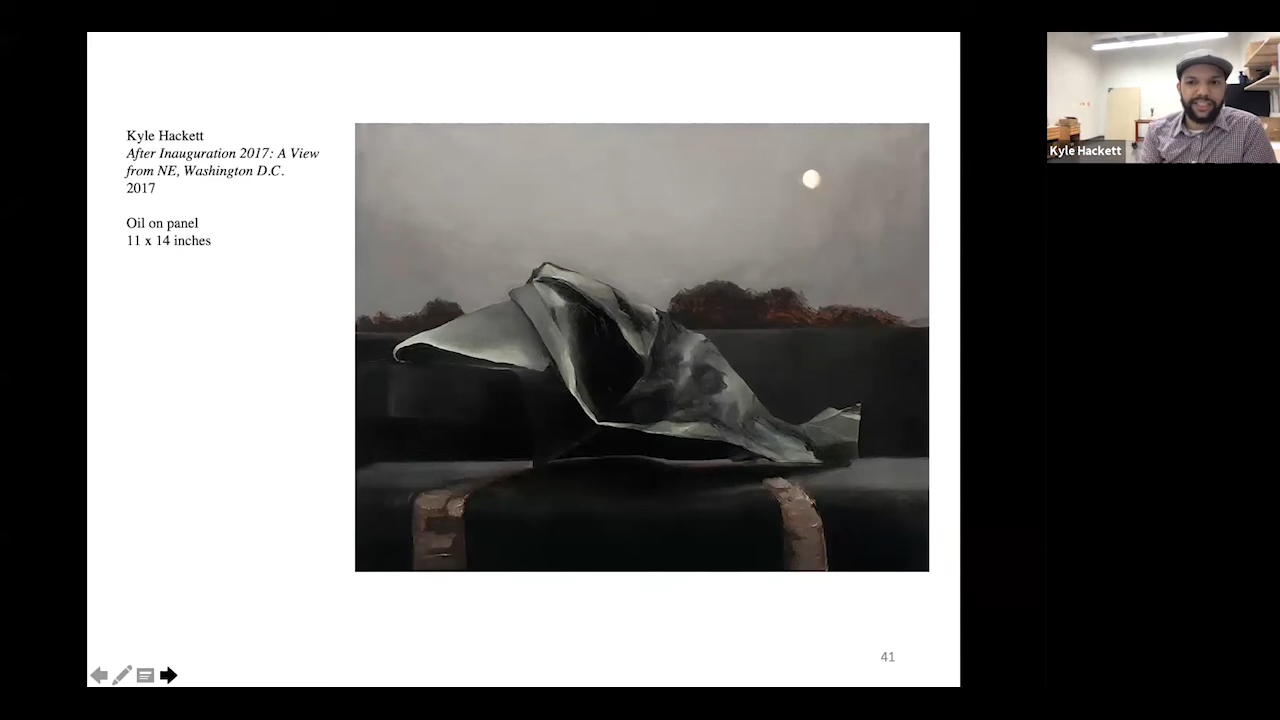 Kyle Hackett
After Inauguration 2017: A View
from NE, Washington D.C.
2017
Oil on panel
11 x 14 inches
41
Kyle Hackett